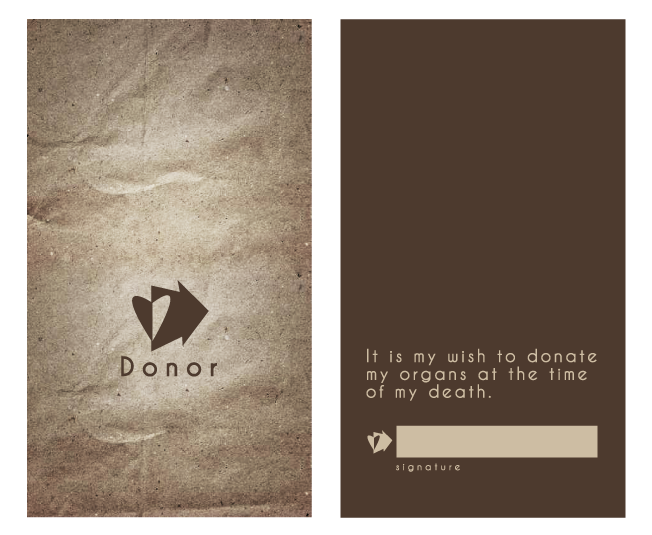 Donor
It is my wish to donate
my organs at the time
of my death.
signature